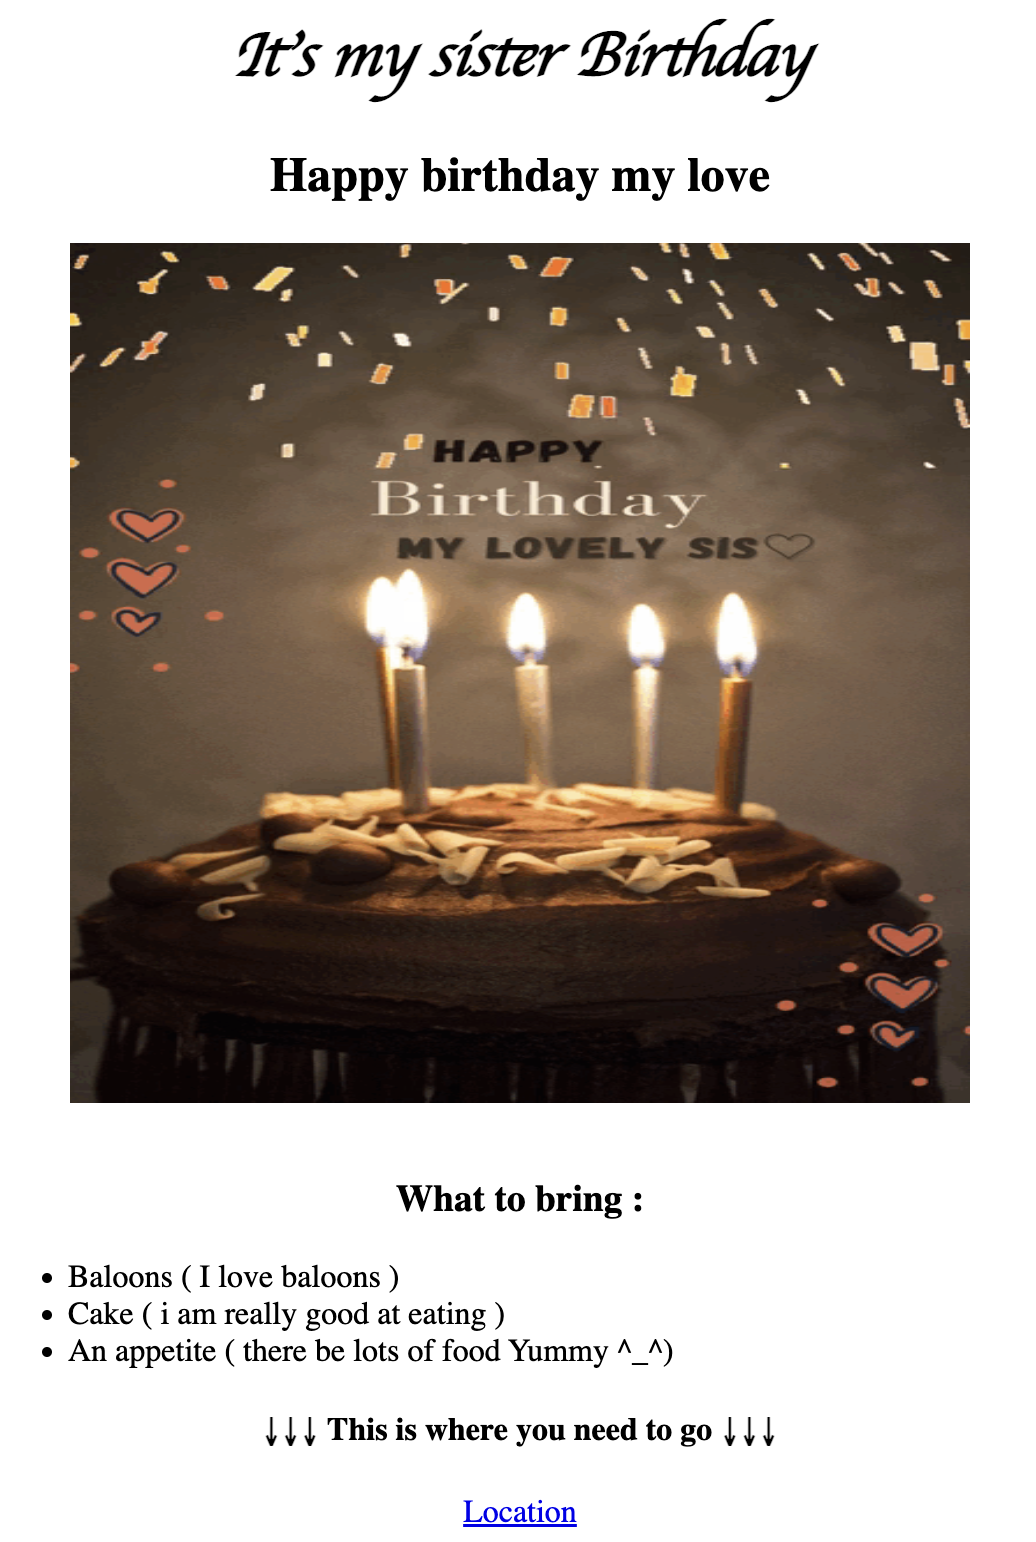 It's my sister Birthday
Happy birthday my love
HAPPY
Birthday
MY LOVELY SIS♡
What to bring :
• Baloons ( I love baloons )
• Cake ( i am really good at eating )
• An appetite ( there be lots of food Yummy ^_^)
↓↓↓ This is where you need to go ↓↓↓
Location